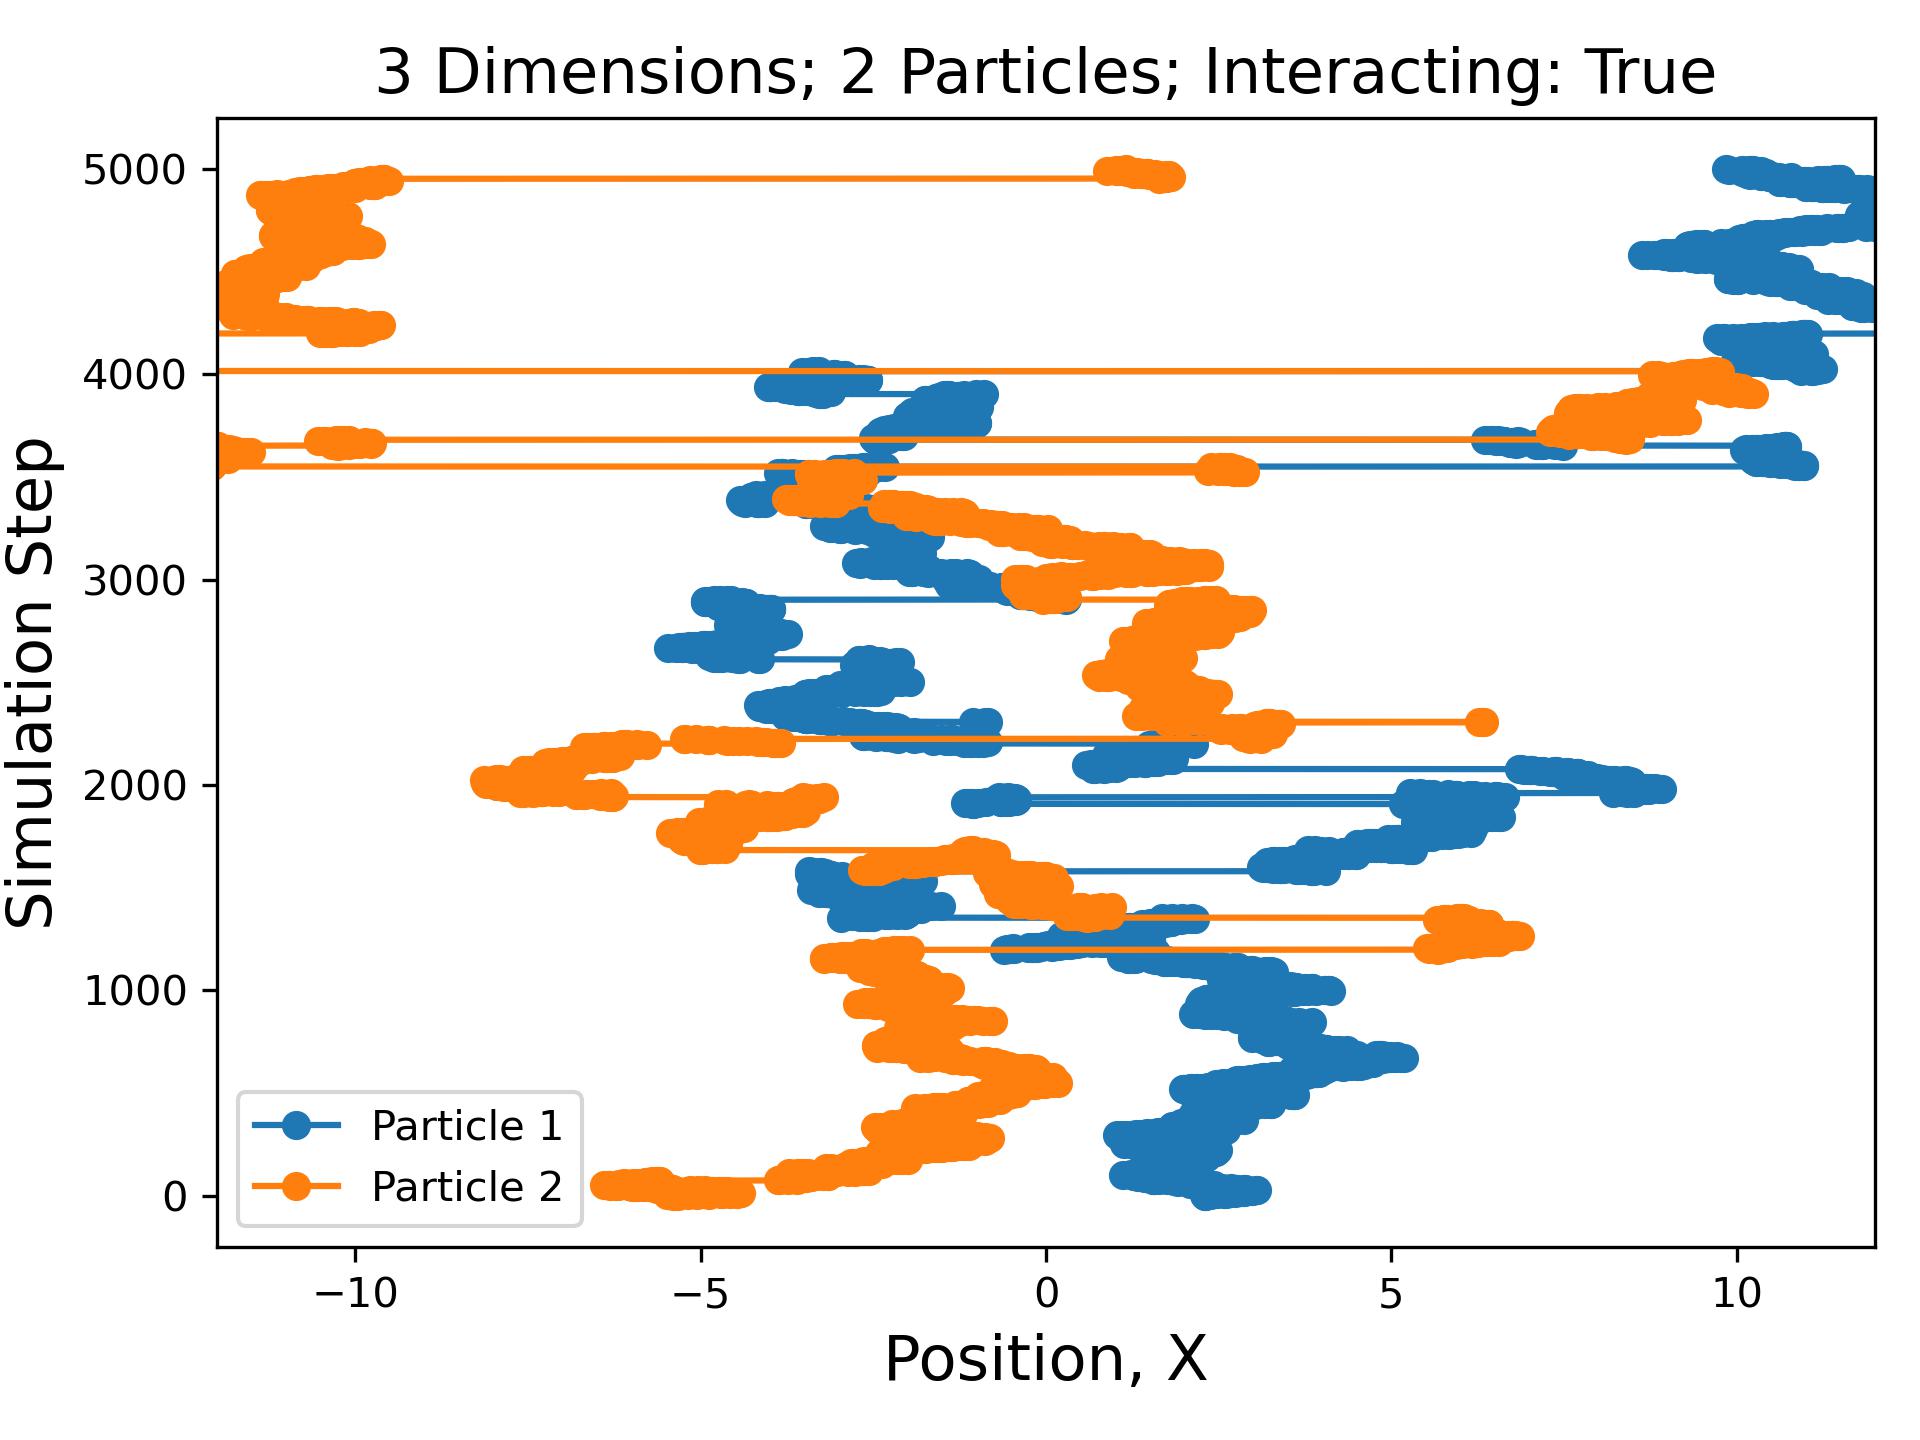 3 Dimensions; 2 Particles; Interacting: True
Simulation Step
5000
4000
3000
2000
1000
0
Particle 1
Particle 2
−10
−5
0
5
10
Position, X